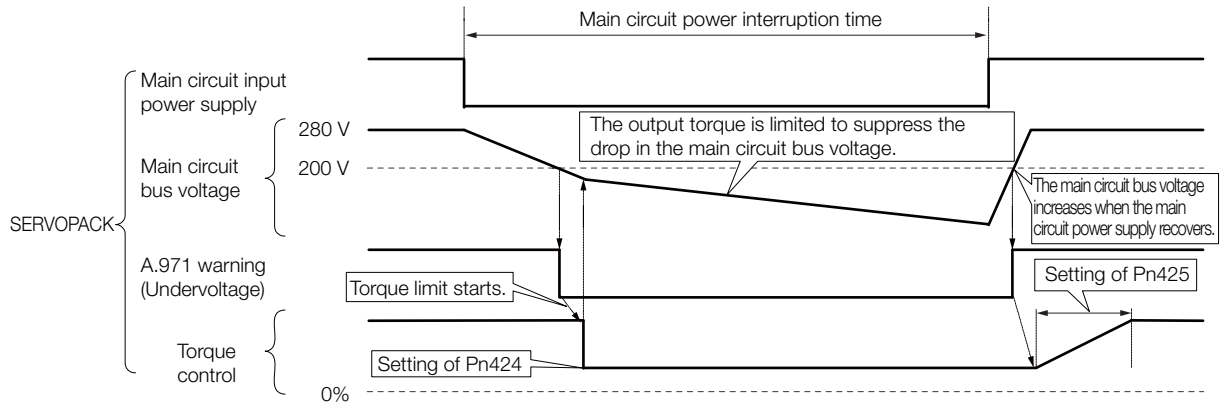 Main circuit power interruption time
Main circuit input
power supply
280 V
The output torque is limited to suppress the
drop in the main circuit bus voltage.
Main circuit
bus voltage
200 V
The main circuit bus voltage
increases when the main
circuit power supply recovers.
SERVOPACK
A.971 warning
(Undervoltage)
Torque limit starts.
Setting of Pn425
Torque
control
Setting of Pn424
0%